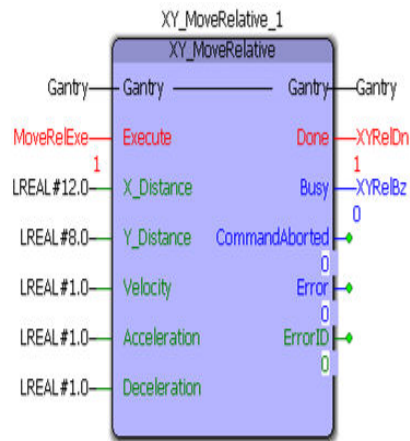 XY_MoveRelative_1
XY_MoveRelative
Gantry Gantry Gantry Gantry
MoveRelExe Execute Done XYRelDn
1 1
LREAL#12.0 X_Distance Busy XYRelBz
0
LREAL#8.0 Y_Distance CommandAborted
0
LREAL#1.0 Velocity Error
0
LREAL#1.0 Acceleration ErrorID
0
LREAL#1.0 Deceleration